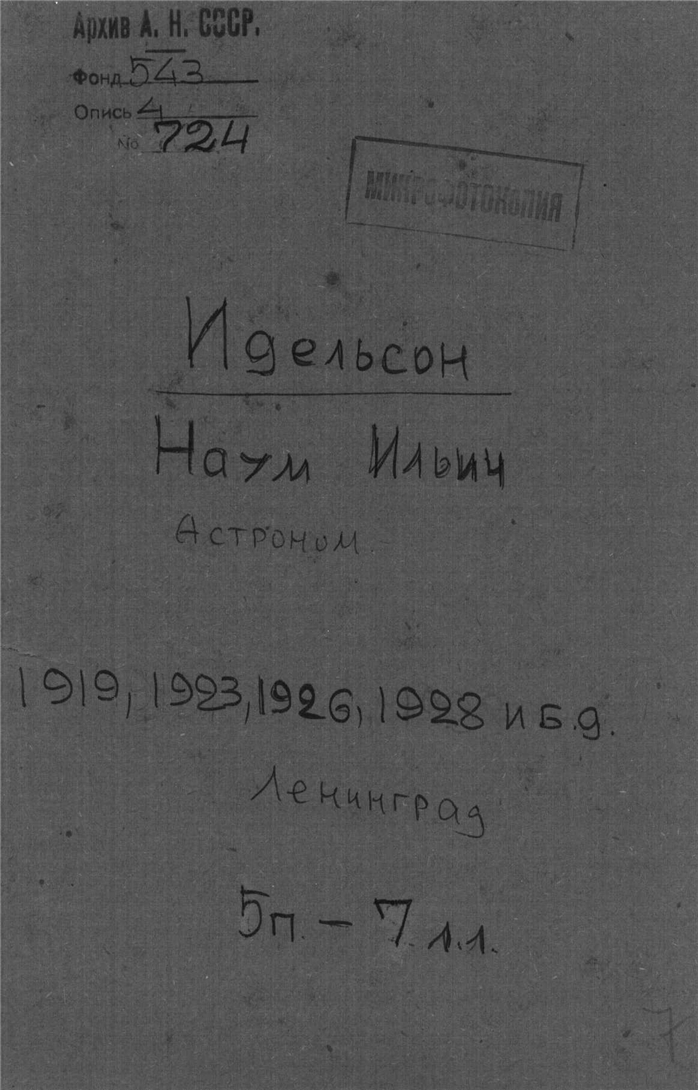 Архив А. Н. СССР.
Фонд 543
Опись 4
№ 724
МИКРОФОТОКОПИЯ
Идельсон
Наум Ильич
Астроном
1919, 1923, 1926, 1928 и б.д.
Ленинград
5п. – 7 л.л.
7